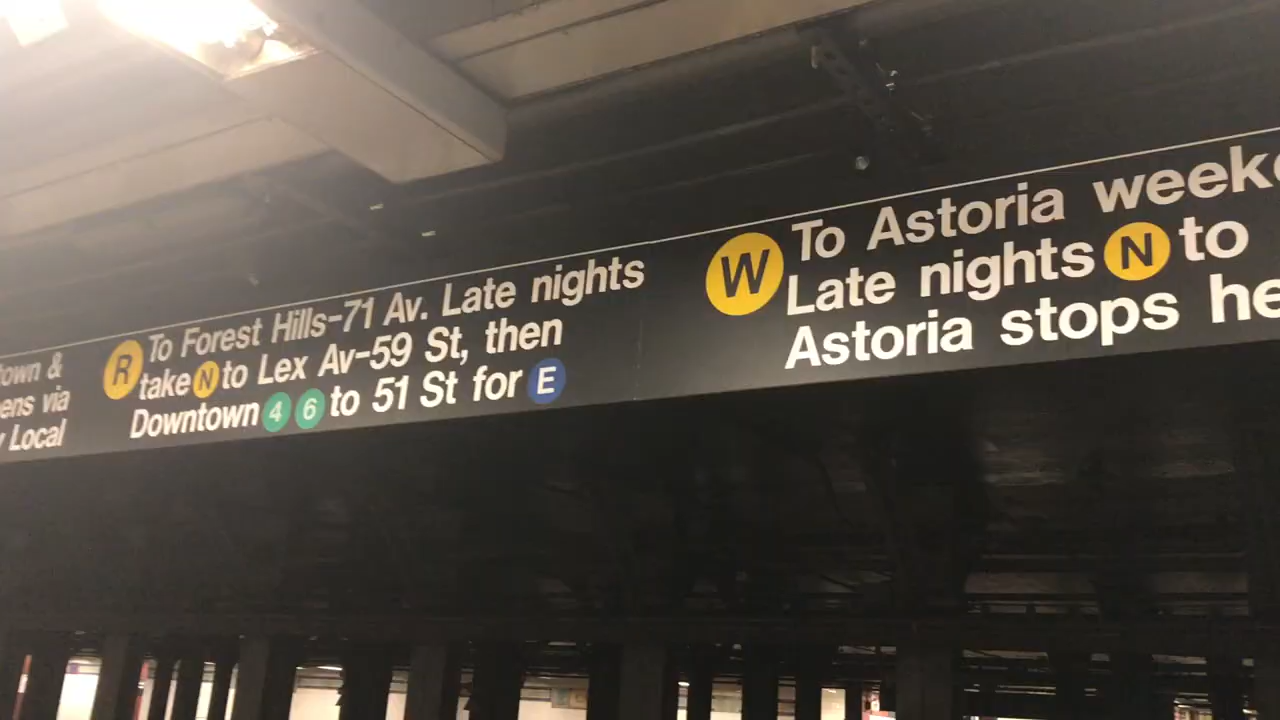 town &
ens via
Local
R To Forest Hills-71 Av. Late nights
take N to Lex Av-59 St, then
Downtown 4 6 to 51 St for E
W To Astoria week
Late nights N to
Astoria stops he